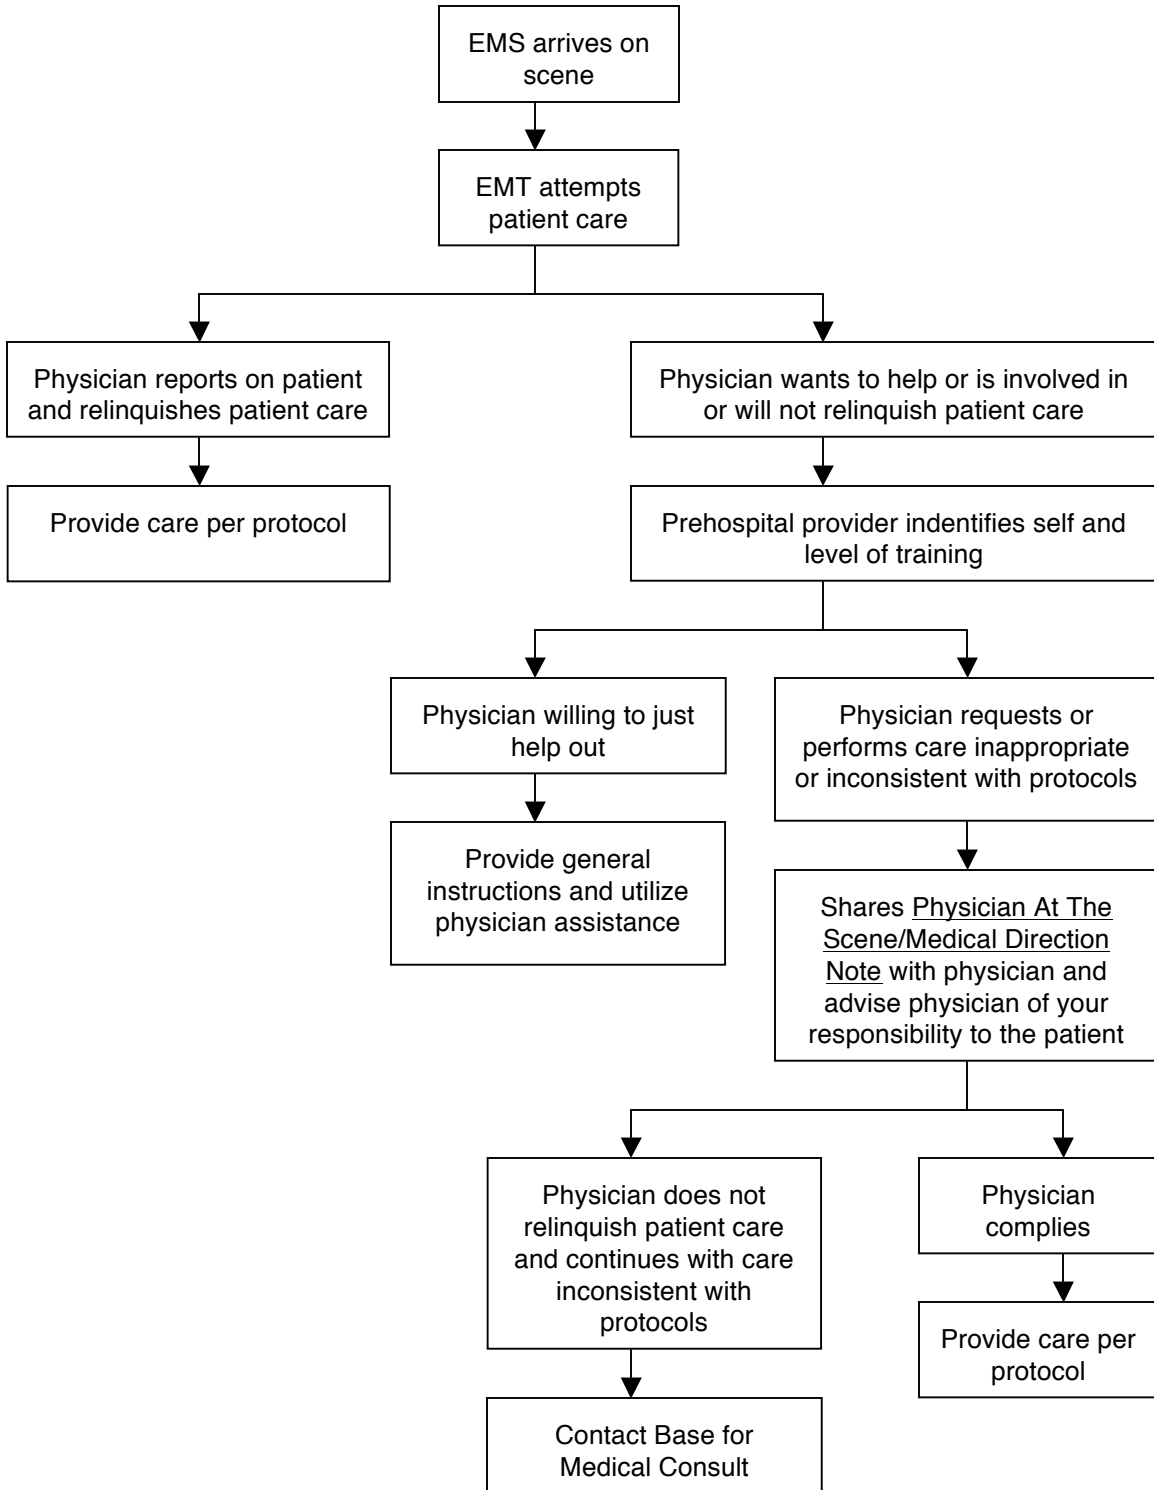 EMS arrives on
scene
EMT attempts
patient care
Physician reports on patient
and relinquishes patient care
Physician wants to help or is involved in
or will not relinquish patient care
Provide care per protocol
Prehospital provider indentifies self and
level of training
Physician willing to just
help out
Physician requests or
performs care inappropriate
or inconsistent with protocols
Provide general
instructions and utilize
physician assistance
Shares Physician At The
Scene/Medical Direction
Note with physician and
advise physician of your
responsibility to the patient
Physician does not
relinquish patient care
and continues with care
inconsistent with
protocols
Physician
complies
Provide care per
protocol
Contact Base for
Medical Consult